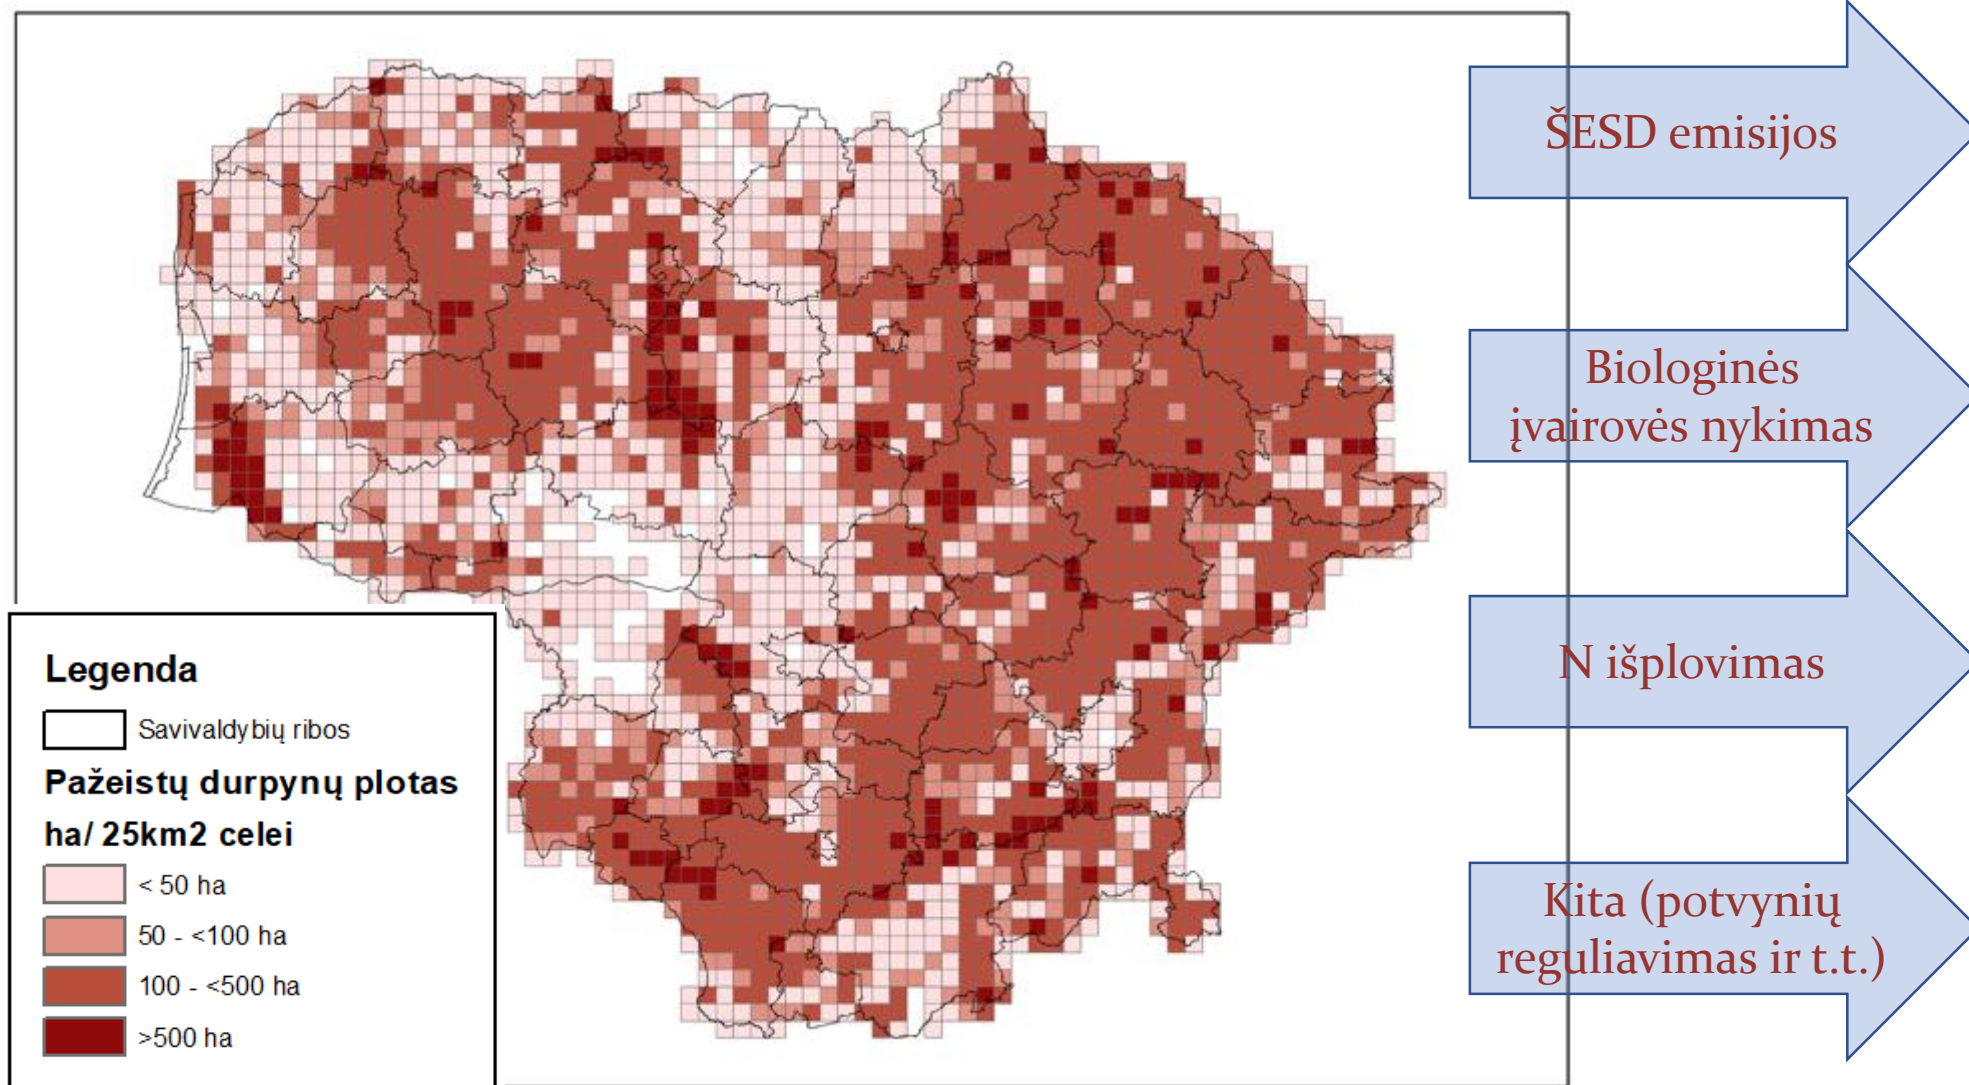 Legenda
Savivaldybių ribos
Pažeistų durpynų plotas
ha/ 25km2 celei
< 50 ha
50 - <100 ha
100 - <500 ha
>500 ha
ŠESD emisijos
Biologinės
įvairovės nykimas
N išplovimas
Kita (potvynių
reguliavimas ir t.t.)